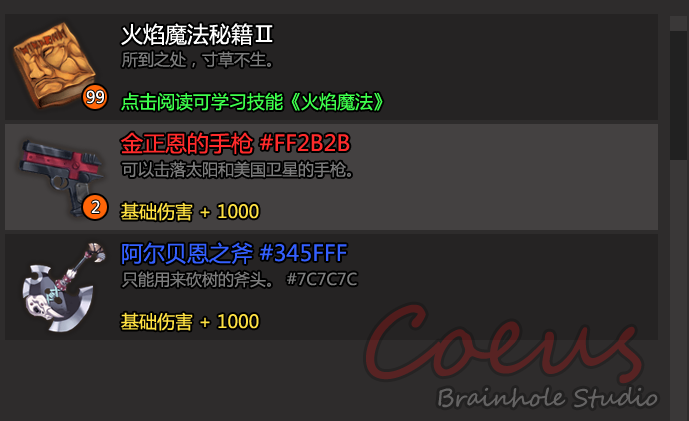 火焰魔法秘籍Ⅱ
所到之处，寸草不生。
99
点击阅读可学习技能《火焰魔法》
金正恩的手枪 #FF2B2B
可以击落太阳和美国卫星的手枪。
2
基础伤害 + 1000
阿尔贝恩之斧 #345FFF
只能用来砍树的斧头。 #7C7C7C
基础伤害 + 1000
Coeus
Brainhole Studio